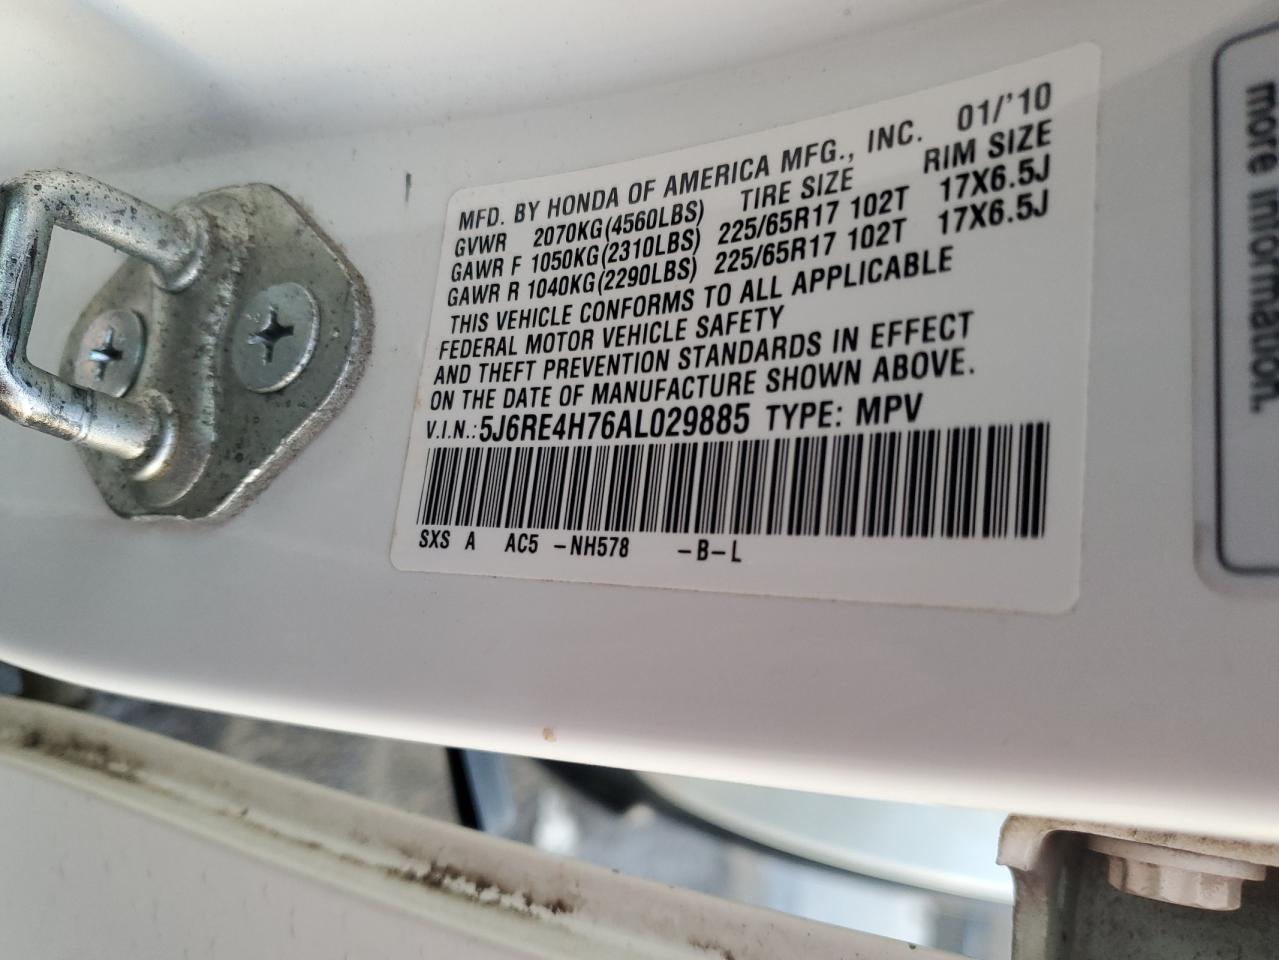 MFD. BY HONDA OF AMERICA MFG., INC. 01/'10
GVWR 2070KG(4560LBS) TIRE SIZE RIM SIZE
GAWR F 1050KG(2310LBS) 225/65R17 102T 17X6.5J
GAWR R 1040KG(2290LBS) 225/65R17 102T 17X6.5J
THIS VEHICLE CONFORMS TO ALL APPLICABLE
FEDERAL MOTOR VEHICLE SAFETY
AND THEFT PREVENTION STANDARDS IN EFFECT
ON THE DATE OF MANUFACTURE SHOWN ABOVE.
V.I.N.: 5J6RE4H76AL029885 TYPE: MPV
SXS A AC5 -NH578 -B-L
more information.